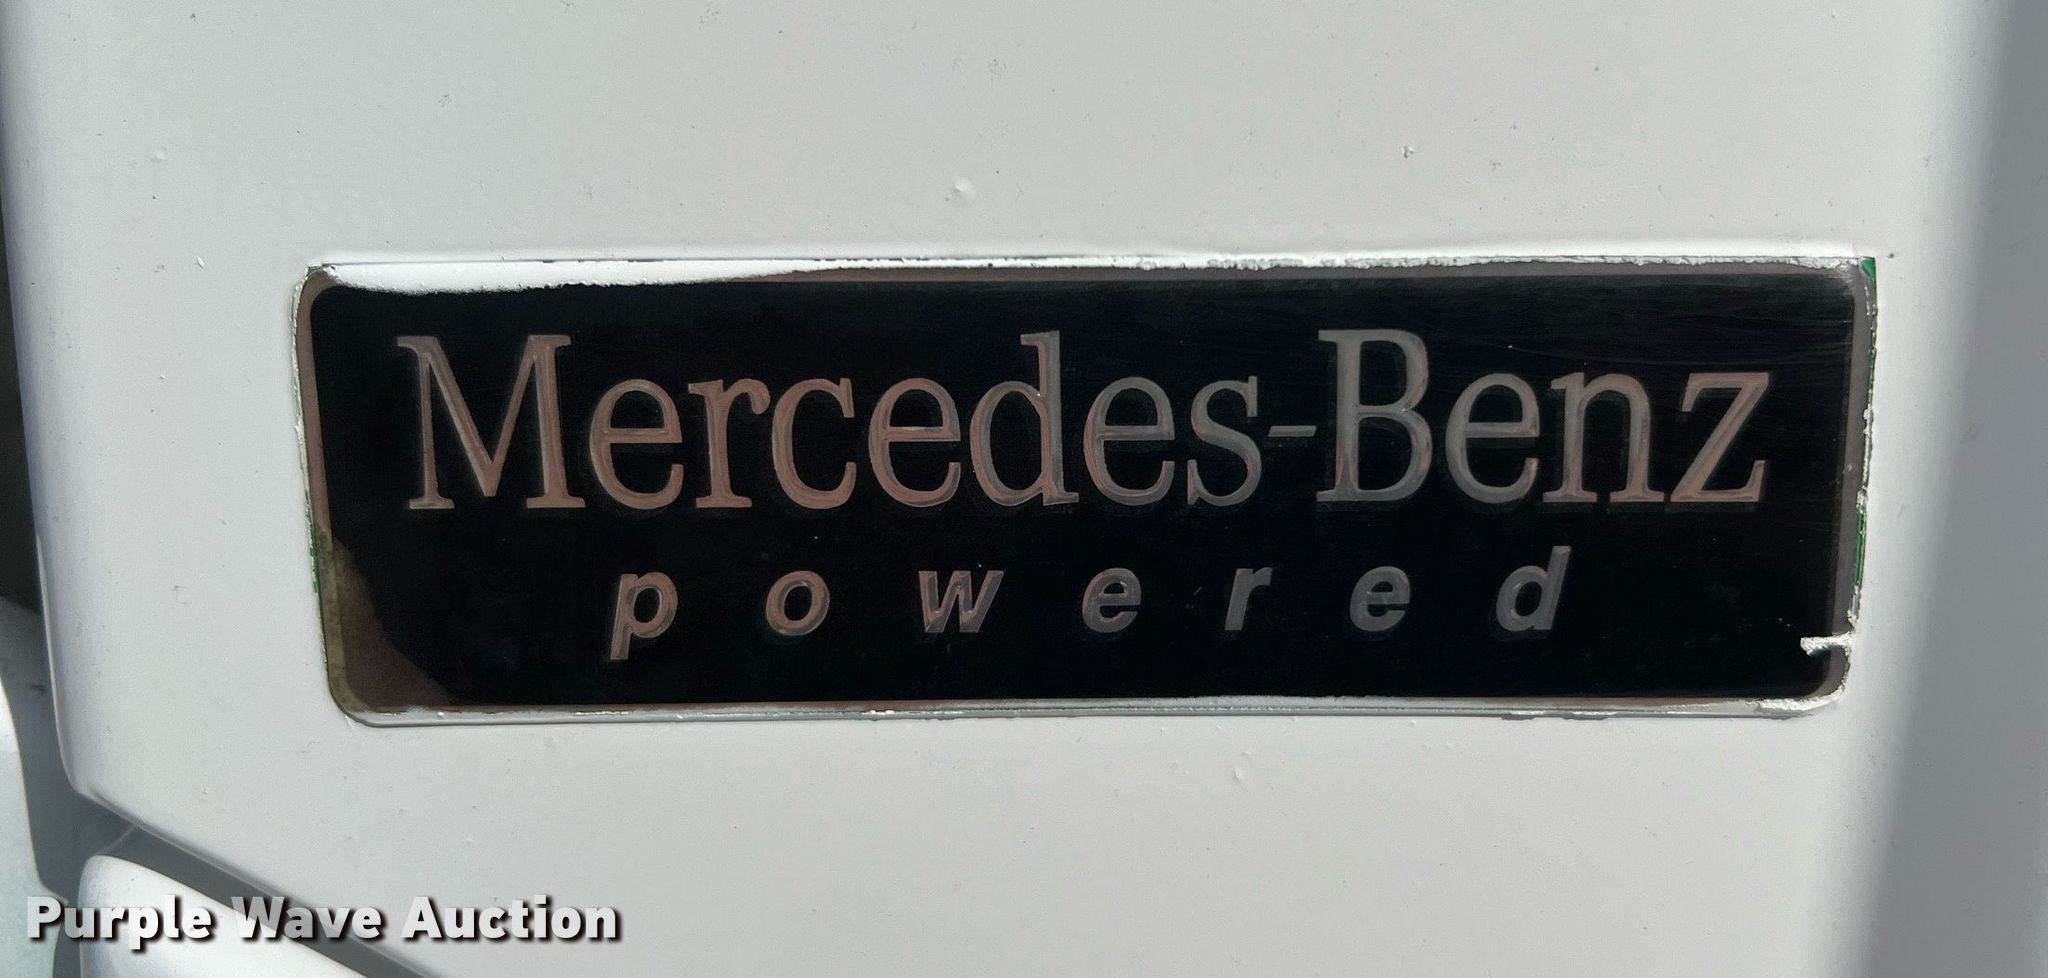 Mercedes-Benz
powered
Purple Wave Auction